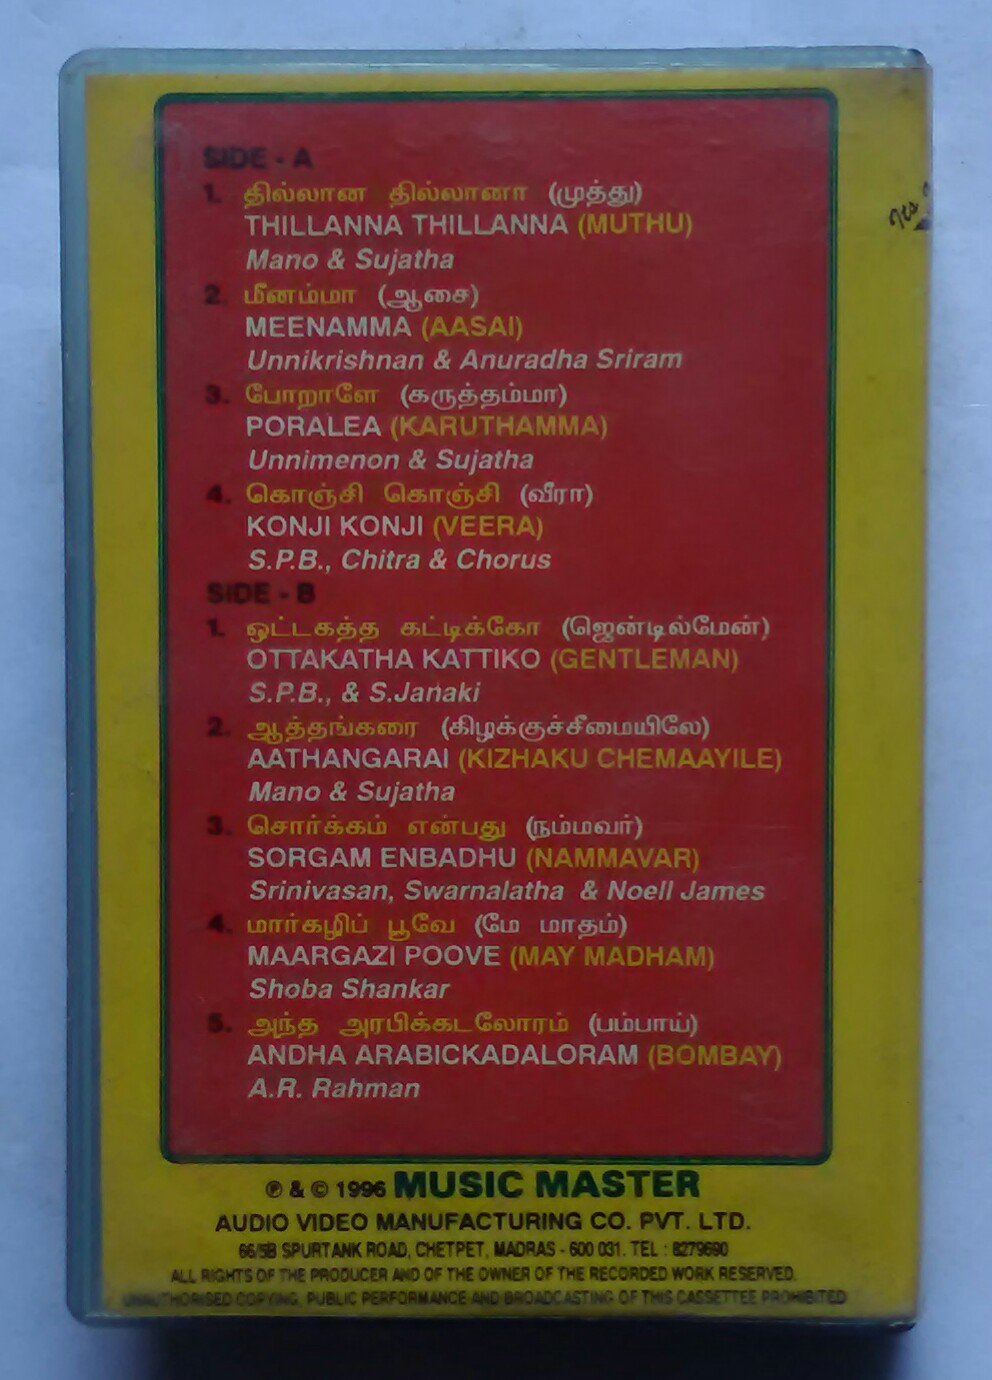 SIDE - A
1. தில்லான தில்லானா (முத்து)
THILLANNA THILLANNA (MUTHU)
Mano & Sujatha
2. மீனம்மா (ஆசை)
MEENAMMA (AASAI)
Unnikrishnan & Anuradha Sriram
3. போறாளே (கருத்தம்மா)
PORALEA (KARUTHAMMA)
Unnimenon & Sujatha
4. கொஞ்சி கொஞ்சி (வீரா)
KONJI KONJI (VEERA)
S.P.B., Chitra & Chorus
SIDE - B
1. ஒட்டகத்த கட்டிக்கோ (ஜென்டில்மேன்)
OTTAKATHA KATTIKO (GENTLEMAN)
S.P.B., & S.Janaki
2. ஆத்தங்கரை (கிழக்குச்சீமையிலே)
AATHANGARAI (KIZHAKU CHEMAAYILE)
Mano & Sujatha
3. சொர்க்கம் என்பது (நம்மவர்)
SORGAM ENBADHU (NAMMAVAR)
Srinivasan, Swarnalatha & Noell James
4. மார்கழிப் பூவே (மே மாதம்)
MAARGAZI POOVE (MAY MADHAM)
Shoba Shankar
5. அந்த அரபிக்கடலோரம் (பம்பாய்)
ANDHA ARABICKADALORAM (BOMBAY)
A.R. Rahman
℗ & © 1996 MUSIC MASTER
AUDIO VIDEO MANUFACTURING CO. PVT. LTD.
66/5B SPURTANK ROAD, CHETPET, MADRAS - 600 031. TEL : 8279690
ALL RIGHTS OF THE PRODUCER AND OF THE OWNER OF THE RECORDED WORK RESERVED.
UNAUTHORISED COPYING, PUBLIC PERFORMANCE AND BROADCASTING OF THIS CASSETTEE PROHIBITED